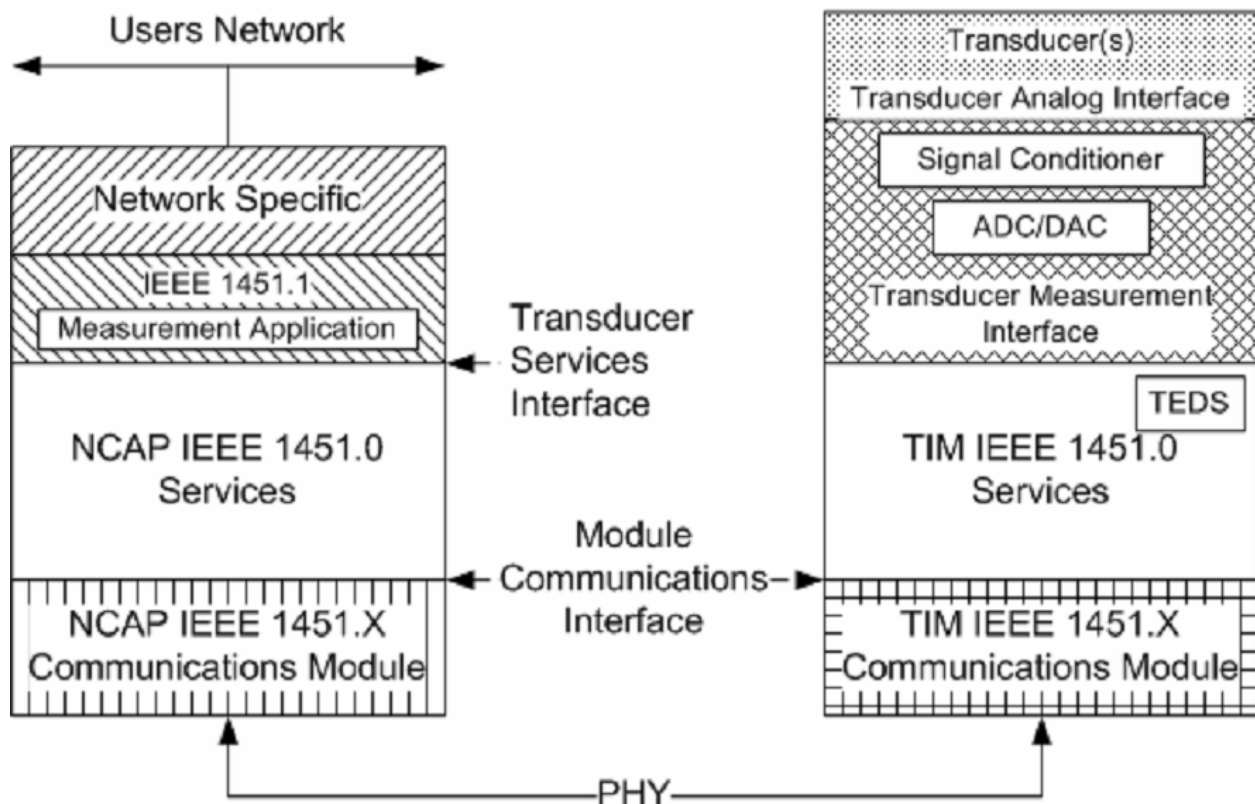 Users Network
Network Specific
IEEE 1451.1
Measurement Application
NCAP IEEE 1451.0
Services
NCAP IEEE 1451.X
Communications Module
Transducer
Services
Interface
Module
Communications
Interface
PHY
Transducer(s)
Transducer Analog Interface
Signal Conditioner
ADC/DAC
Transducer Measurement
Interface
TEDS
TIM IEEE 1451.0
Services
TIM IEEE 1451.X
Communications Module